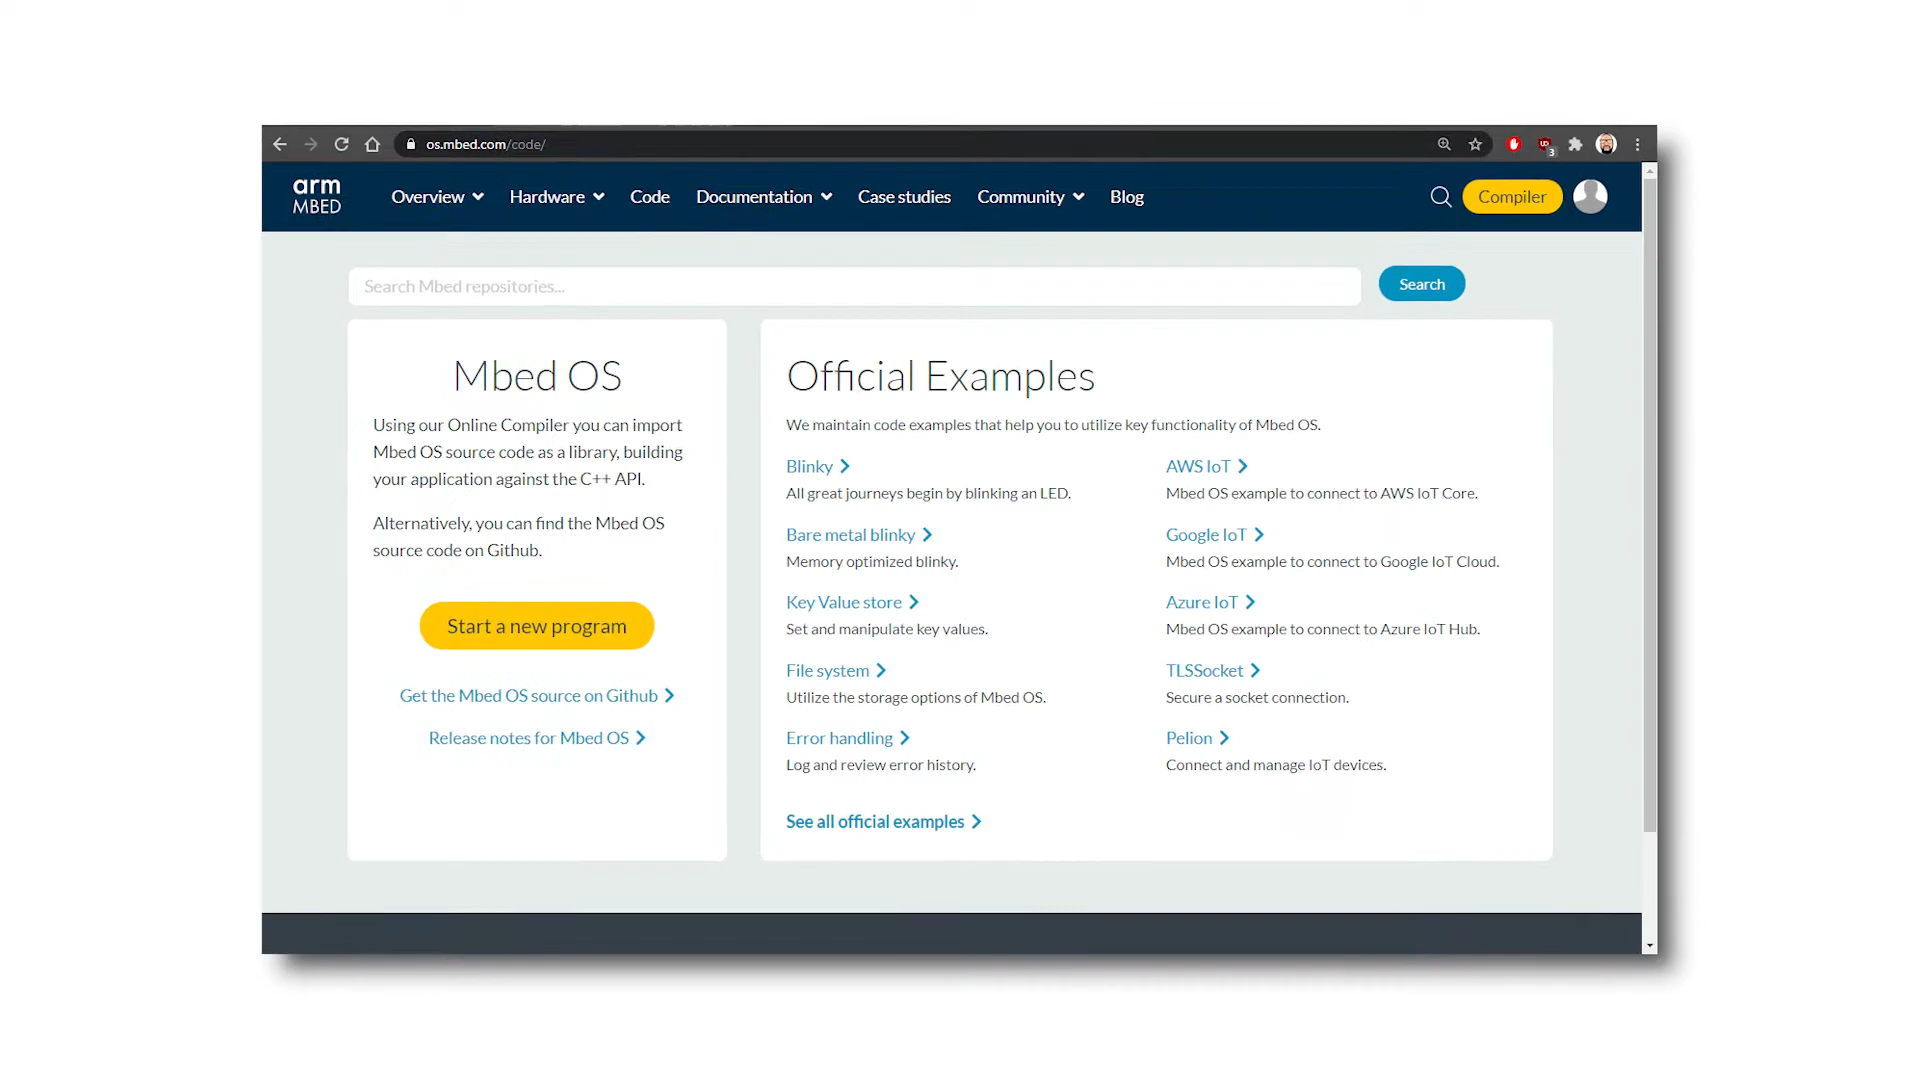 os.mbed.com/code/
3
arm
MBED
Overview
Hardware
Code
Documentation
Case studies
Community
Blog
Compiler
Search Mbed repositories...
Search
Mbed OS
Using our Online Compiler you can import
Mbed OS source code as a library, building
your application against the C++ API.
Alternatively, you can find the Mbed OS
source code on Github.
Start a new program
Get the Mbed OS source on Github
Release notes for Mbed OS
Official Examples
We maintain code examples that help you to utilize key functionality of Mbed OS.
Blinky
All great journeys begin by blinking an LED.
Bare metal blinky
Memory optimized blinky.
Key Value store
Set and manipulate key values.
File system
Utilize the storage options of Mbed OS.
Error handling
Log and review error history.
See all official examples
AWS IoT
Mbed OS example to connect to AWS IoT Core.
Google IoT
Mbed OS example to connect to Google IoT Cloud.
Azure IoT
Mbed OS example to connect to Azure IoT Hub.
TLSSocket
Secure a socket connection.
Pelion
Connect and manage IoT devices.